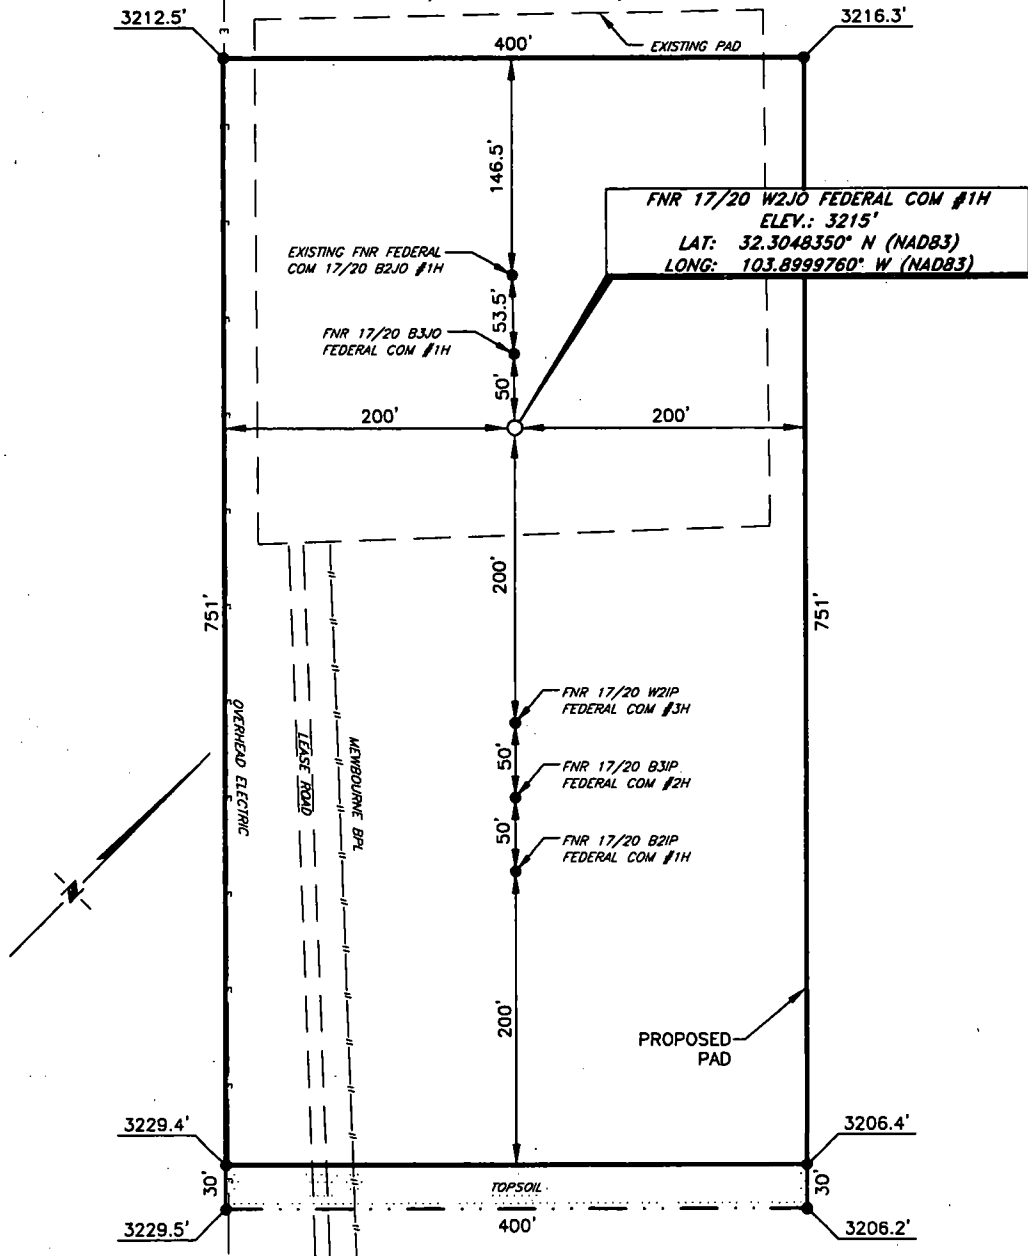 3212.5'
3216.3'
400'
EXISTING PAD
146.5'
FNR 17/20 W2JO FEDERAL COM #1H
ELEV.: 3215'
LAT: 32.3048350° N (NAD83)
LONG: 103.8999760° W (NAD83)
EXISTING FNR FEDERAL
COM 17/20 B2JO #1H
53.5'
FNR 17/20 B3JO
FEDERAL COM #1H
50'
200'
200'
200'
751'
751'
FNR 17/20 W2IP
FEDERAL COM #3H
OVERHEAD ELECTRIC
LEASE ROAD
MEWBOURNE BPL
50'
FNR 17/20 B3IP
FEDERAL COM #2H
50'
FNR 17/20 B2IP
FEDERAL COM #1H
N
200'
PROPOSED
PAD
3229.4'
3206.4'
30'
TOPSOIL
30'
3229.5'
400'
3206.2'